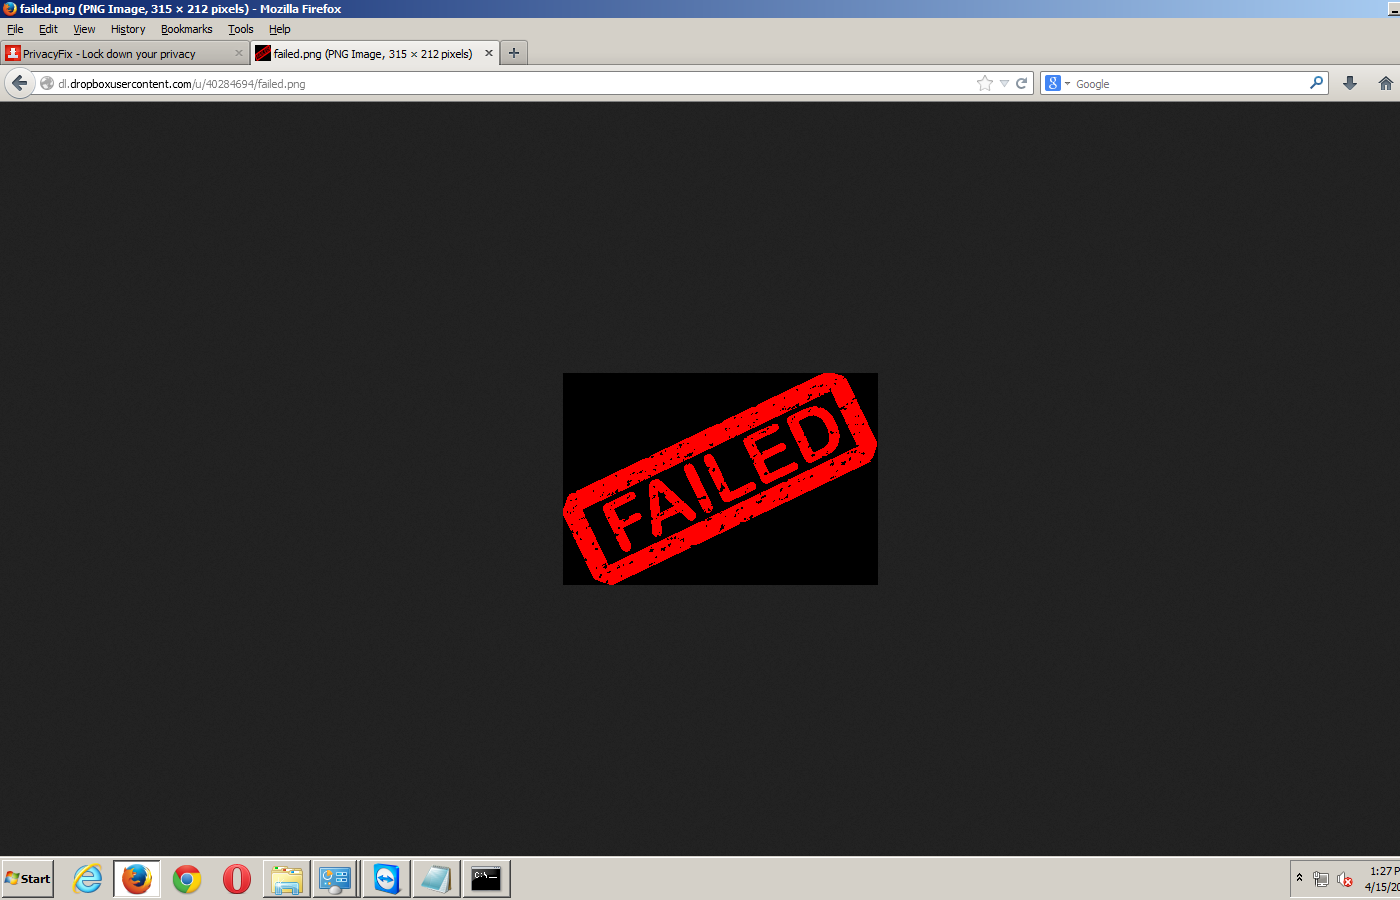 failed.png (PNG Image, 315 × 212 pixels) - Mozilla Firefox
File Edit View History Bookmarks Tools Help
PrivacyFix - Lock down your privacy
failed.png (PNG Image, 315 × 212 pixels)
dl.dropboxusercontent.com/u/40284694/failed.png
Google
FAILED
Start
C:\
1:27 P
4/15/20